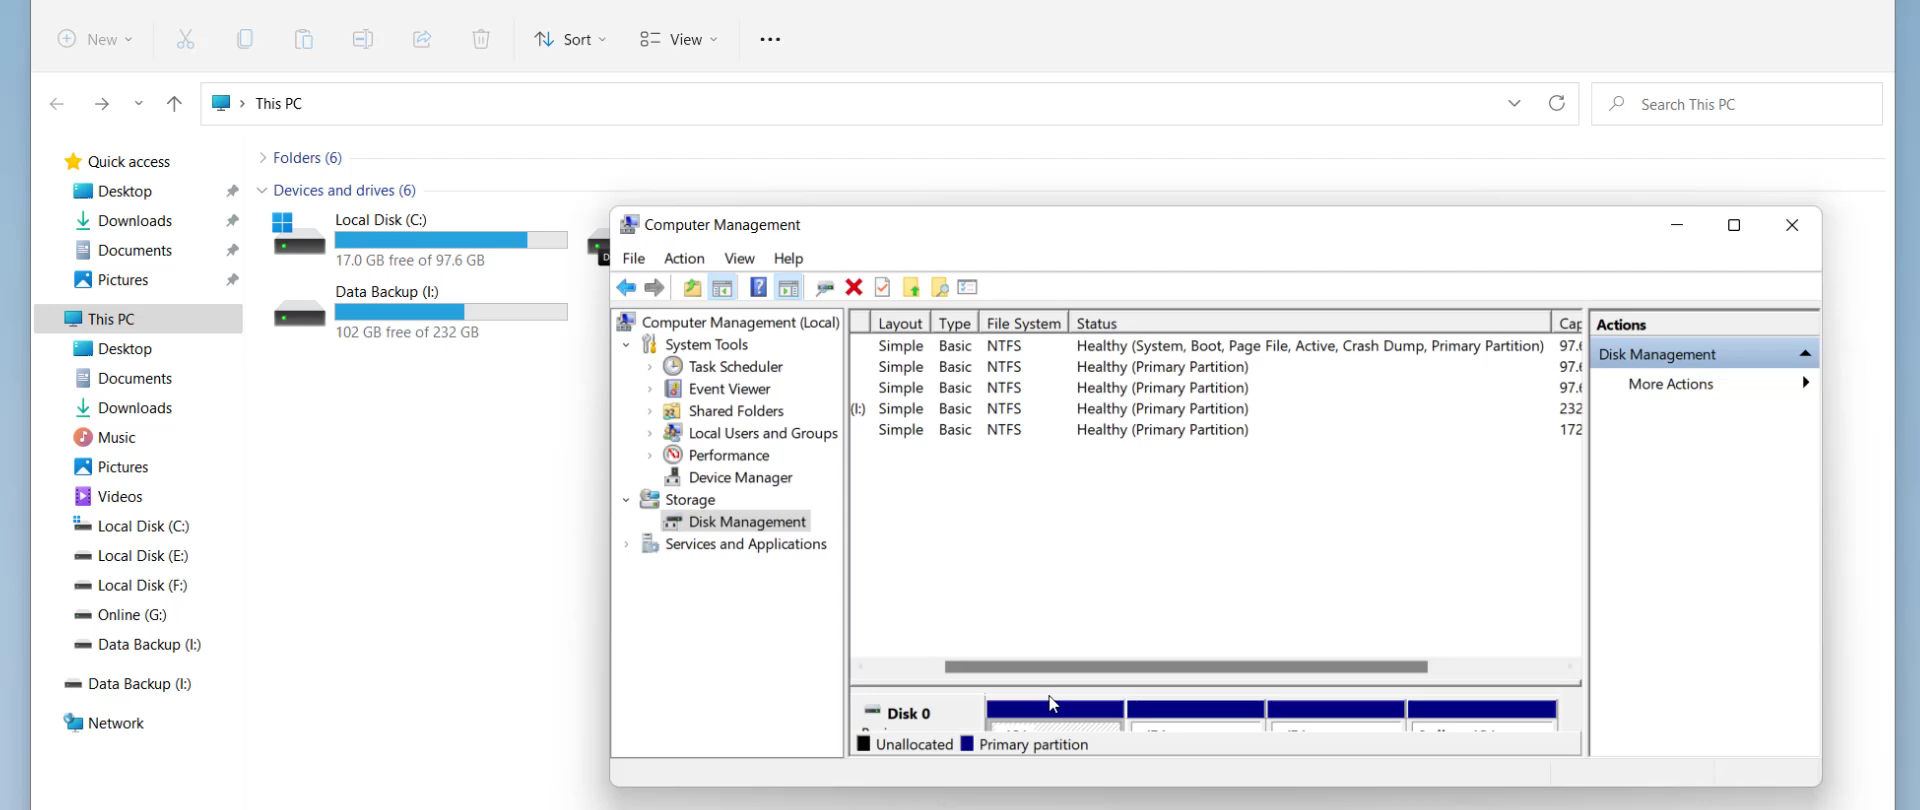 New
Sort
View
This PC
Search This PC
Quick access
Desktop
Downloads
Documents
Pictures
This PC
Desktop
Documents
Downloads
Music
Pictures
Videos
Local Disk (C:)
Local Disk (E:)
Local Disk (F:)
Online (G:)
Data Backup (I:)
Data Backup (I:)
Network
Folders (6)
Devices and drives (6)
Local Disk (C:)
17.0 GB free of 97.6 GB
Data Backup (I:)
102 GB free of 232 GB
Computer Management
File Action View Help
Computer Management (Local)
System Tools
Task Scheduler
Event Viewer
Shared Folders
Local Users and Groups
Performance
Device Manager
Storage
Disk Management
Services and Applications
Layout Type File System Status Cap
Simple Basic NTFS Healthy (System, Boot, Page File, Active, Crash Dump, Primary Partition) 97.6
Simple Basic NTFS Healthy (Primary Partition) 97.6
Simple Basic NTFS Healthy (Primary Partition) 97.6
(I:) Simple Basic NTFS Healthy (Primary Partition) 232
Simple Basic NTFS Healthy (Primary Partition) 172
Disk 0
Unallocated Primary partition
Actions
Disk Management
More Actions